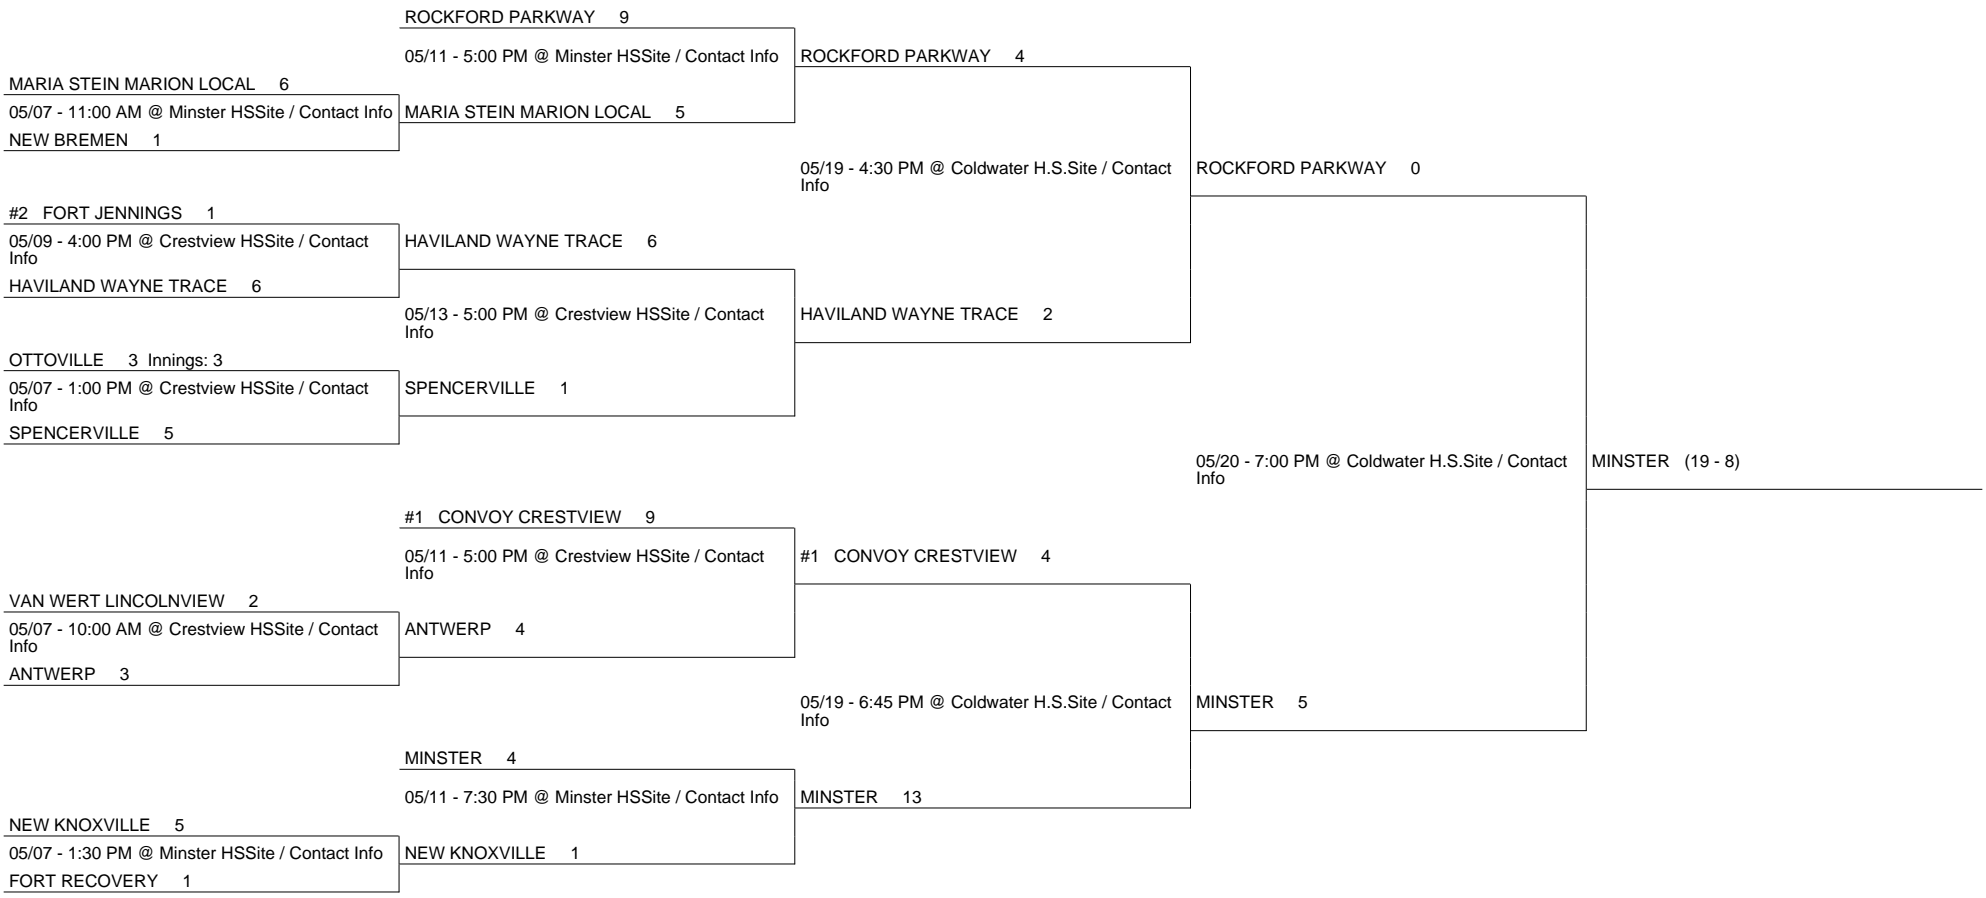 ROCKFORD PARKWAY 9
05/11 - 5:00 PM @ Minster HSSite / Contact Info
ROCKFORD PARKWAY 4
MARIA STEIN MARION LOCAL 6
05/07 - 11:00 AM @ Minster HSSite / Contact Info
MARIA STEIN MARION LOCAL 5
NEW BREMEN 1
05/19 - 4:30 PM @ Coldwater H.S.Site / Contact
Info
ROCKFORD PARKWAY 0
#2 FORT JENNINGS 1
05/09 - 4:00 PM @ Crestview HSSite / Contact
Info
HAVILAND WAYNE TRACE 6
HAVILAND WAYNE TRACE 6
05/13 - 5:00 PM @ Crestview HSSite / Contact
Info
HAVILAND WAYNE TRACE 2
OTTOVILLE 3 Innings: 3
05/07 - 1:00 PM @ Crestview HSSite / Contact
Info
SPENCERVILLE 1
SPENCERVILLE 5
05/20 - 7:00 PM @ Coldwater H.S.Site / Contact
Info
MINSTER (19 - 8)
#1 CONVOY CRESTVIEW 9
05/11 - 5:00 PM @ Crestview HSSite / Contact
Info
#1 CONVOY CRESTVIEW 4
VAN WERT LINCOLNVIEW 2
05/07 - 10:00 AM @ Crestview HSSite / Contact
Info
ANTWERP 4
ANTWERP 3
05/19 - 6:45 PM @ Coldwater H.S.Site / Contact
Info
MINSTER 5
MINSTER 4
05/11 - 7:30 PM @ Minster HSSite / Contact Info
MINSTER 13
NEW KNOXVILLE 5
05/07 - 1:30 PM @ Minster HSSite / Contact Info
NEW KNOXVILLE 1
FORT RECOVERY 1